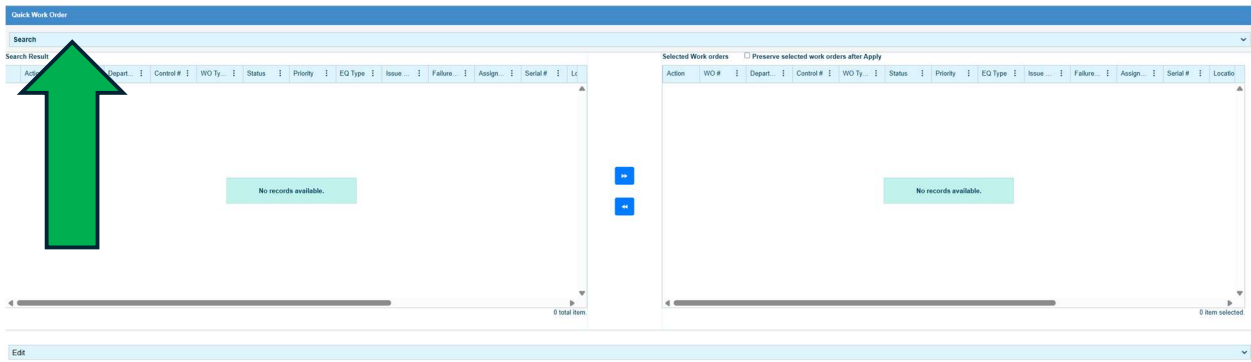 Quick Work Order
Search
Search Result
Selected Work orders Preserve selected work orders after Apply
Depart... Control # WO Ty... Status Priority EQ Type Issue ... Failure... Assign... Serial #
Action WO # Depart... Control # WO Ty... Status Priority EQ Type Issue ... Failure... Assign... Serial # Locatio
No records available.
No records available.
0 total item
0 item selected
Edit